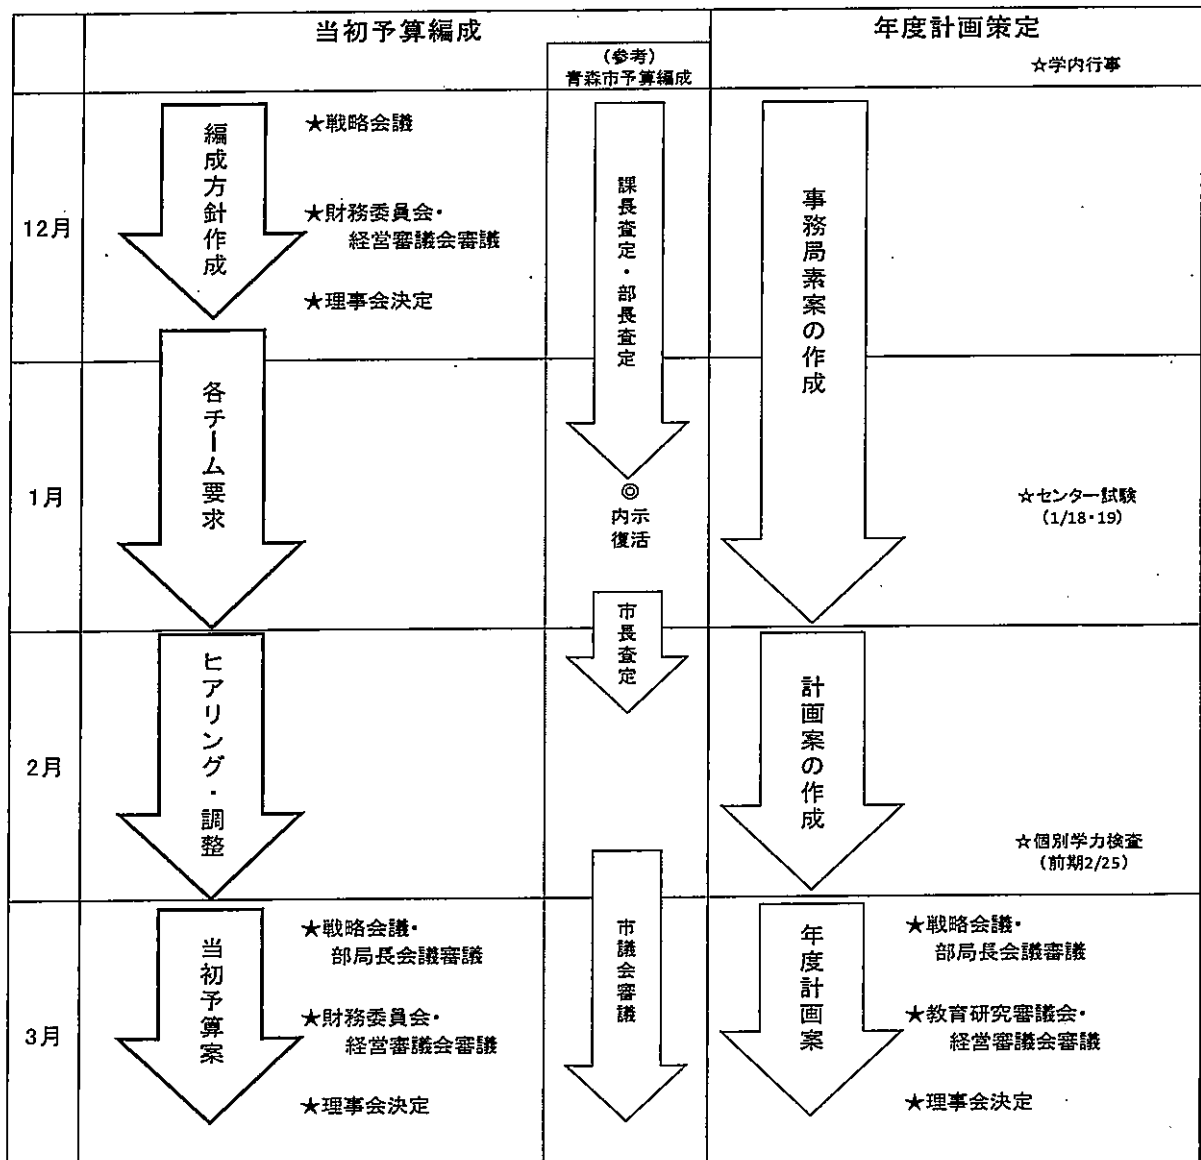 当初予算編成
年度計画策定
(参考)
青森市予算編成
☆学内行事
12月
編成方針作成
★戦略会議
★財務委員会・
経営審議会審議
★理事会決定
課長査定・部長査定
事務局素案の作成
1月
各チーム要求
◎
内示
復活
☆センター試験
(1/18・19)
市長査定
2月
ヒアリング・調整
計画案の作成
☆個別学力検査
(前期2/25)
3月
当初予算案
★戦略会議・
部局長会議審議
★財務委員会・
経営審議会審議
★理事会決定
市議会審議
年度計画案
★戦略会議・
部局長会議審議
★教育研究審議会・
経営審議会審議
★理事会決定